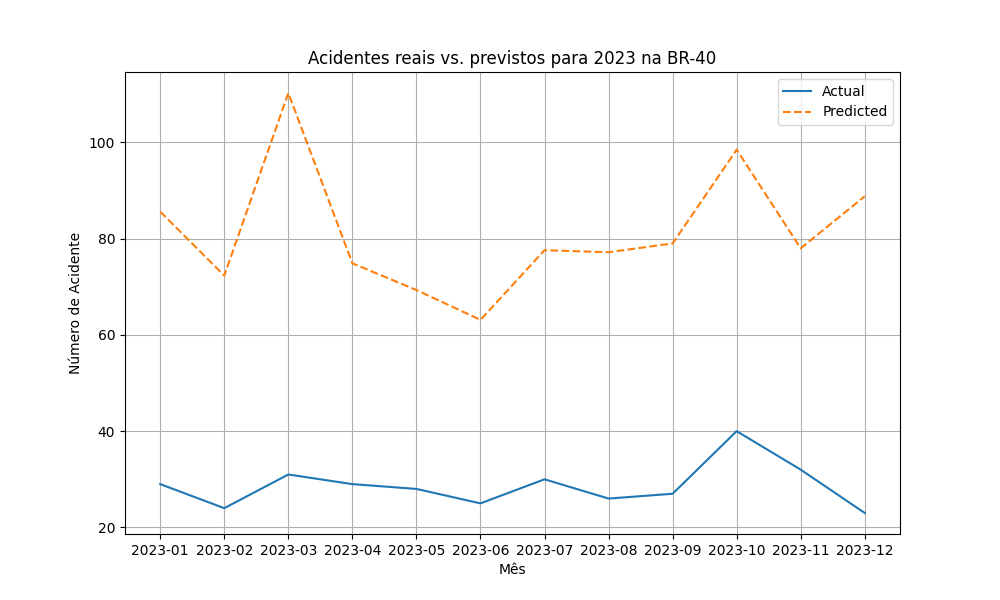 Acidentes reais vs. previstos para 2023 na BR-40
Actual
Predicted
Número de Acidente
100
80
60
40
20
2023-01 2023-02 2023-03 2023-04 2023-05 2023-06 2023-07 2023-08 2023-09 2023-10 2023-11 2023-12
Mês